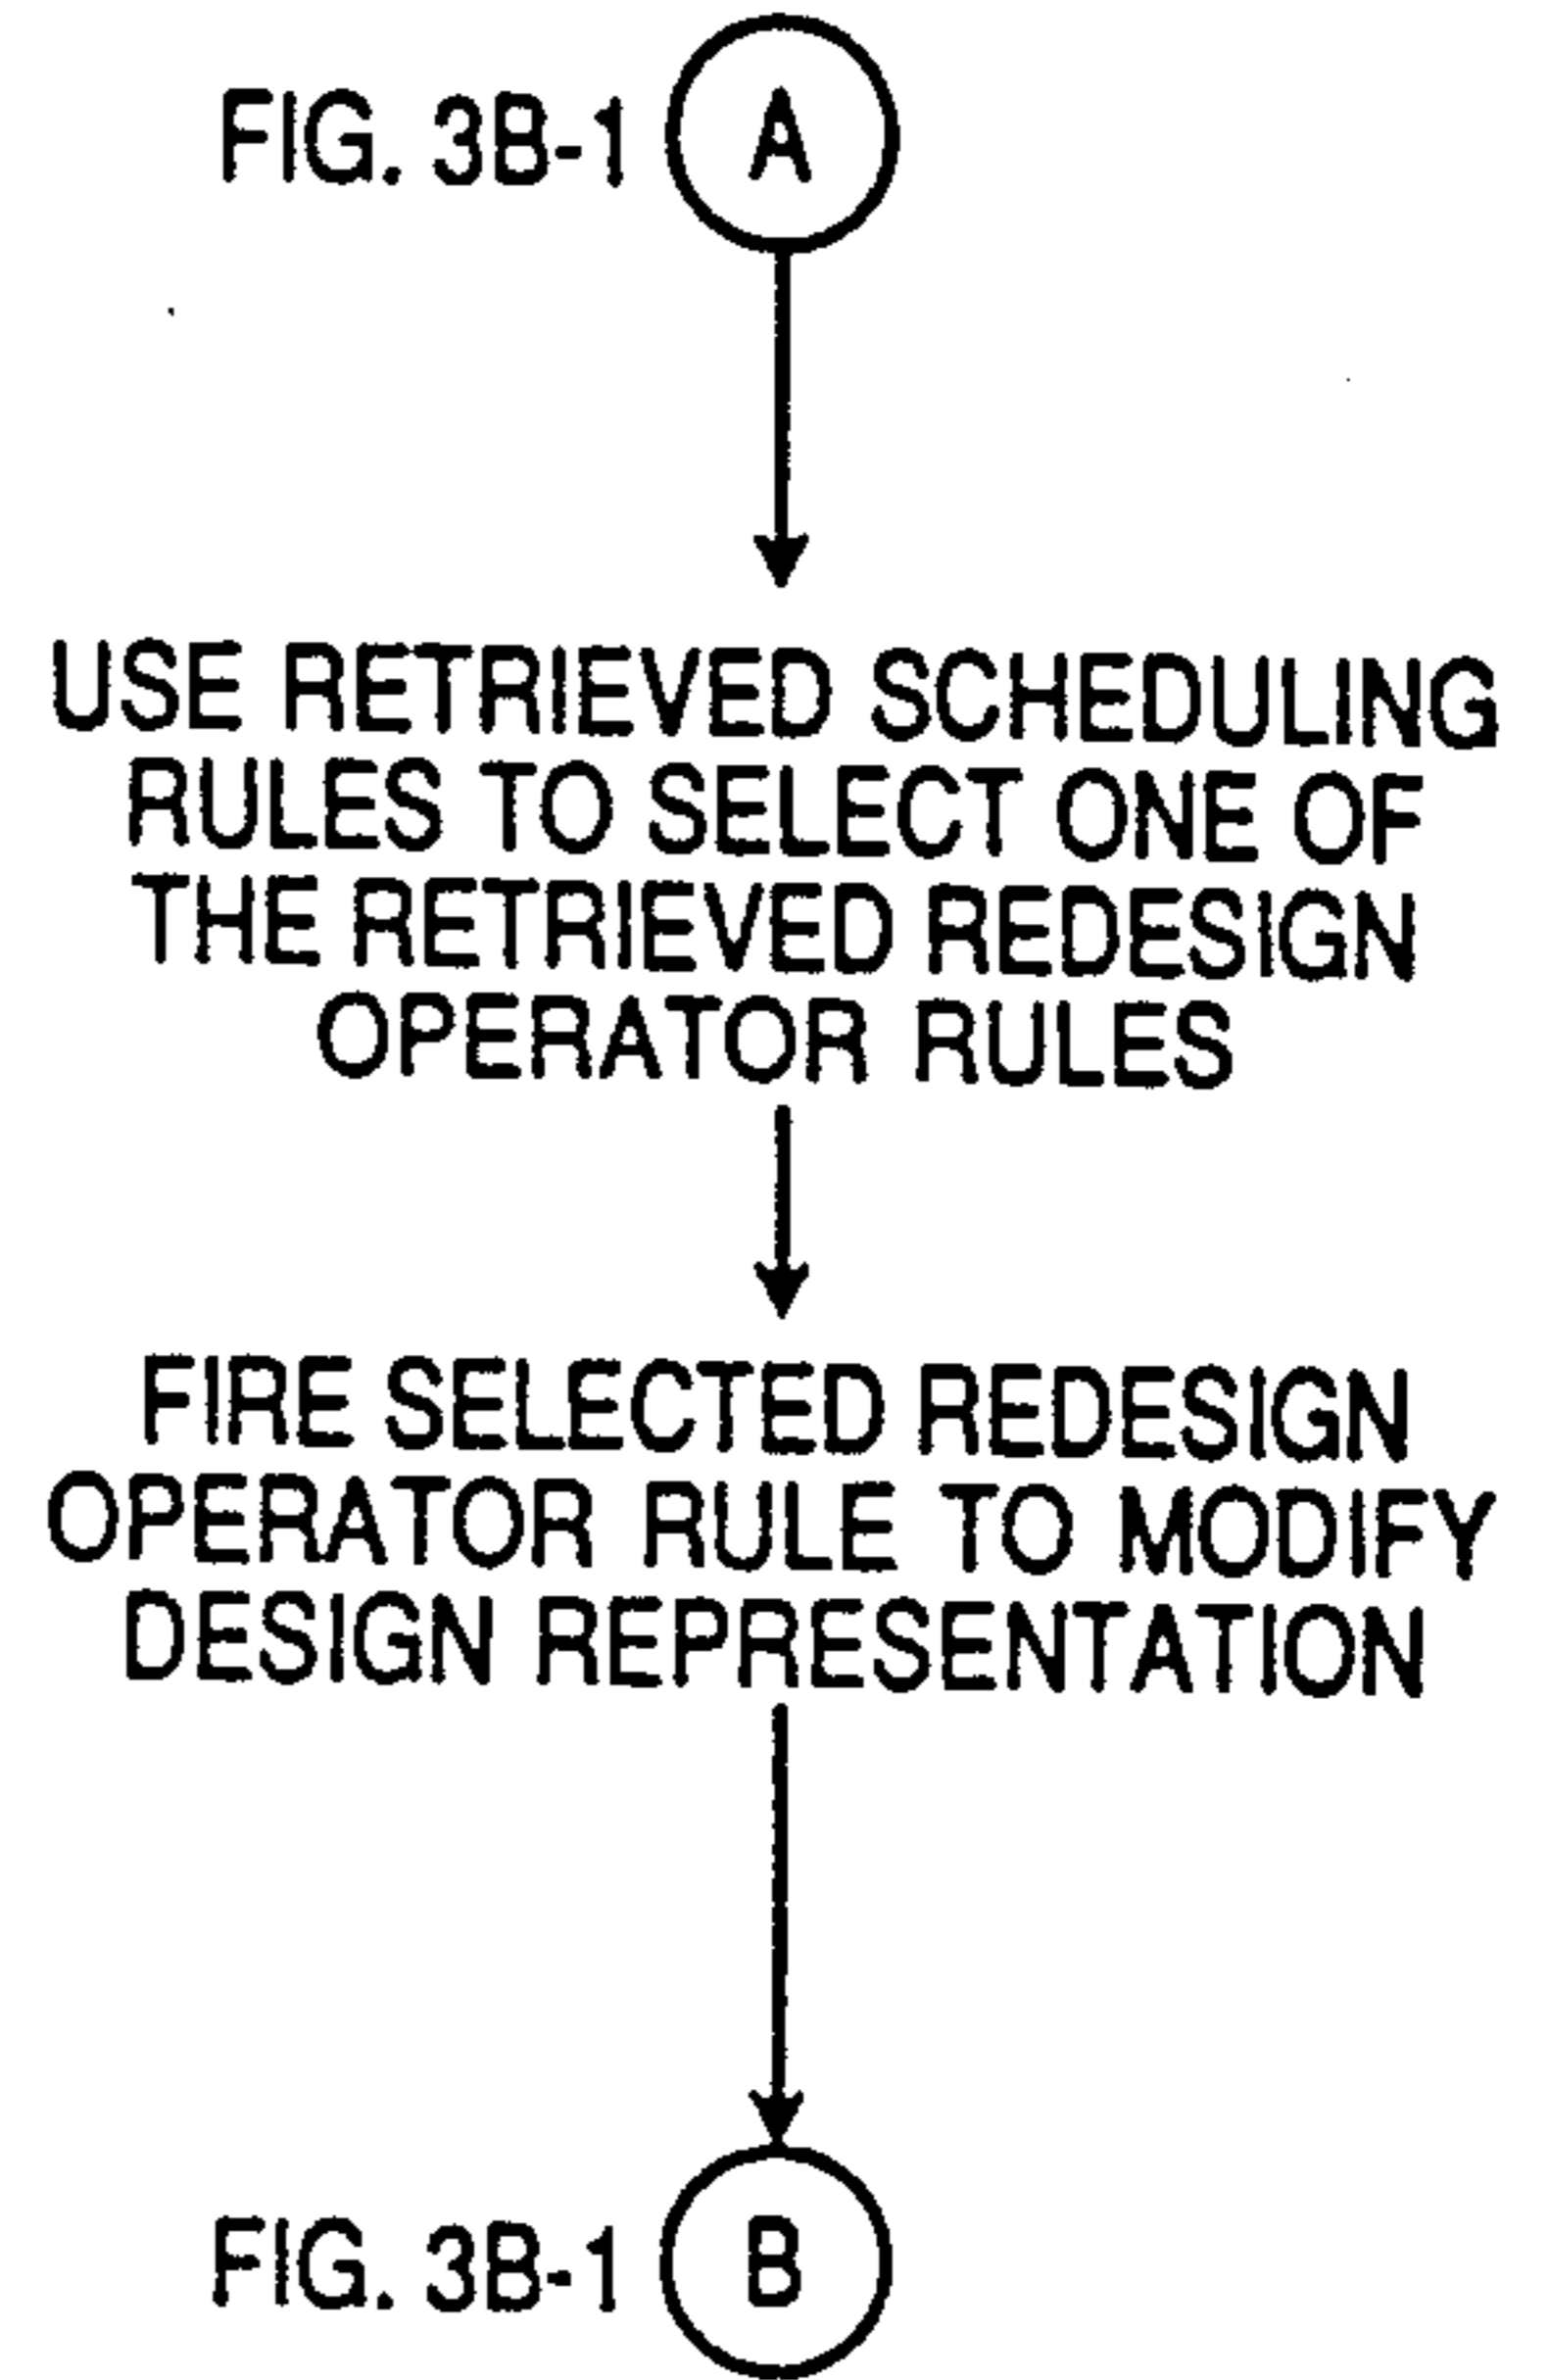 FIG. 3B-1 A
USE RETRIEVED SCHEDULING
RULES TO SELECT ONE OF
THE RETRIEVED REDESIGN
OPERATOR RULES
FIRE SELECTED REDESIGN
OPERATOR RULE TO MODIFY
DESIGN REPRESENTATION
FIG. 3B-1 B